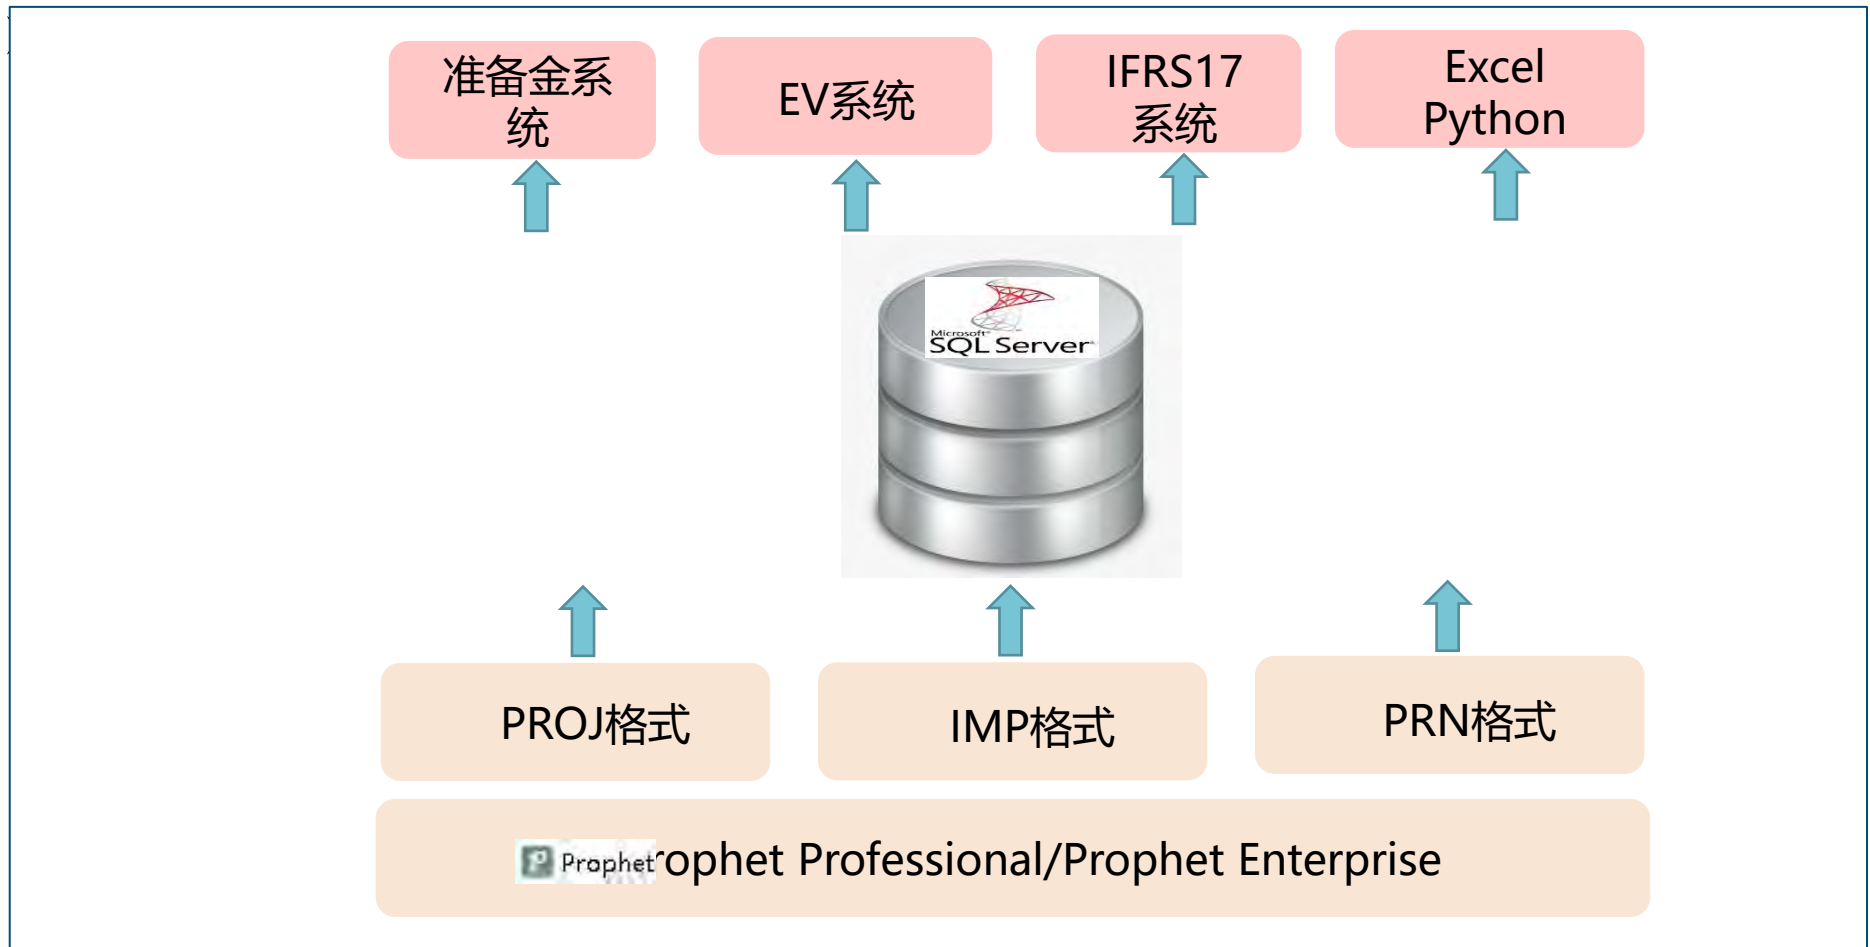 准备金系
统
EV系统
IFRS17
系统
Excel
Python
Microsoft®
SQL Server
PROJ格式
IMP格式
PRN格式
Prophet
rophet Professional/Prophet Enterprise